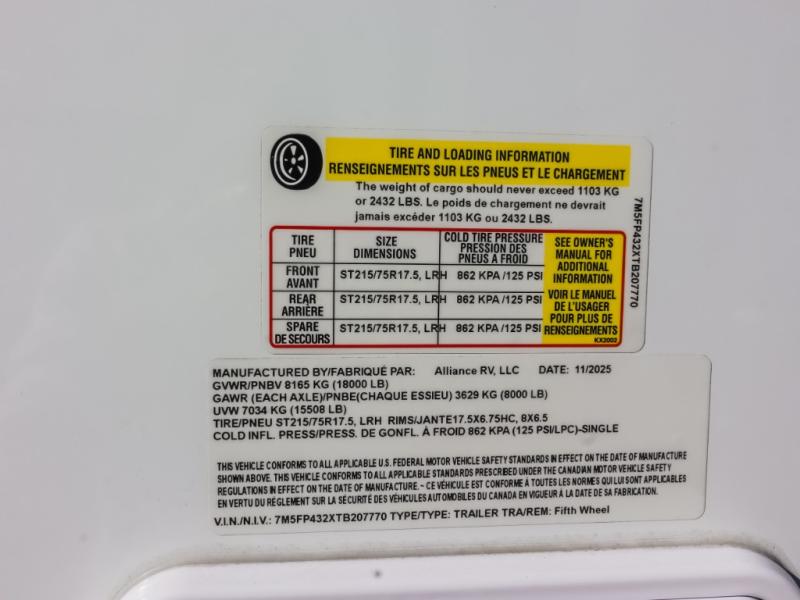 TIRE AND LOADING INFORMATION
RENSEIGNEMENTS SUR LES PNEUS ET LE CHARGEMENT
The weight of cargo should never exceed 1103 KG
or 2432 LBS. Le poids de chargement ne devrait
jamais excéder 1103 KG ou 2432 LBS.
TIRE PNEU SIZE DIMENSIONS COLD TIRE PRESSURE PRESSION DES PNEUS A FROID
FRONT AVANT ST215/75R17.5, LRH 862 KPA /125 PSI
REAR ARRIÈRE ST215/75R17.5, LRH 862 KPA /125 PSI
SPARE DE SECOURS ST215/75R17.5, LRH 862 KPA /125 PSI
SEE OWNER'S
MANUAL FOR
ADDITIONAL
INFORMATION
VOIR LE MANUEL
DE L'USAGER
POUR PLUS DE
RENSEIGNEMENTS
KX2002
7M5FP432XTB207770
MANUFACTURED BY/FABRIQUÉ PAR: Alliance RV, LLC DATE: 11/2025
GVWR/PNBV 8165 KG (18000 LB)
GAWR (EACH AXLE)/PNBE(CHAQUE ESSIEU) 3629 KG (8000 LB)
UVW 7034 KG (15508 LB)
TIRE/PNEU ST215/75R17.5, LRH RIMS/JANTE17.5X6.75HC, 8X6.5
COLD INFL. PRESS/PRESS. DE GONFL. À FROID 862 KPA (125 PSI/LPC)-SINGLE
THIS VEHICLE CONFORMS TO ALL APPLICABLE U.S. FEDERAL MOTOR VEHICLE SAFETY STANDARDS IN EFFECT ON THE DATE OF MANUFACTURE
SHOWN ABOVE. THIS VEHICLE CONFORMS TO ALL APPLICABLE STANDARDS PRESCRIBED UNDER THE CANADIAN MOTOR VEHICLE SAFETY
REGULATIONS IN EFFECT ON THE DATE OF MANUFACTURE. ~ CE VÉHICULE EST CONFORME À TOUTES LES NORMES QUI LUI SONT APPLICABLES
EN VERTU DU RÈGLEMENT SUR LA SÉCURITÉ DES VÉHICULES AUTOMOBILES DU CANADA EN VIGUEUR À LA DATE DE SA FABRICATION.
V.I.N./N.I.V.: 7M5FP432XTB207770 TYPE/TYPE: TRAILER TRA/REM: Fifth Wheel